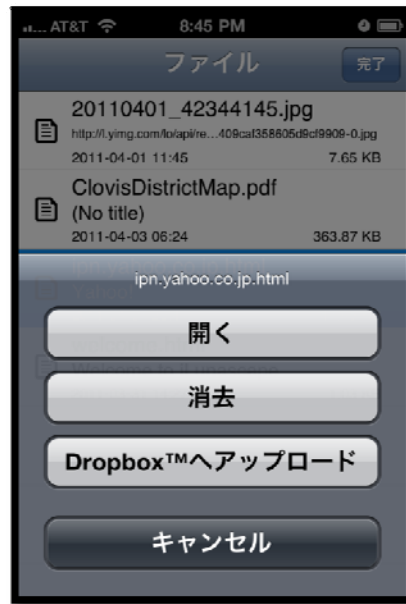 AT&T 8:45 PM
ファイル
完了
20110401_42344145.jpg
http://l.yimg.com/lo/api/re...409caf358605d9cf9909-0.jpg
2011-04-01 11:45 7.65 KB
ClovisDistrictMap.pdf
(No title)
2011-04-03 06:24 363.87 KB
ipn.yahoo.co.jp.html
開く
消去
Dropbox™へアップロード
キャンセル